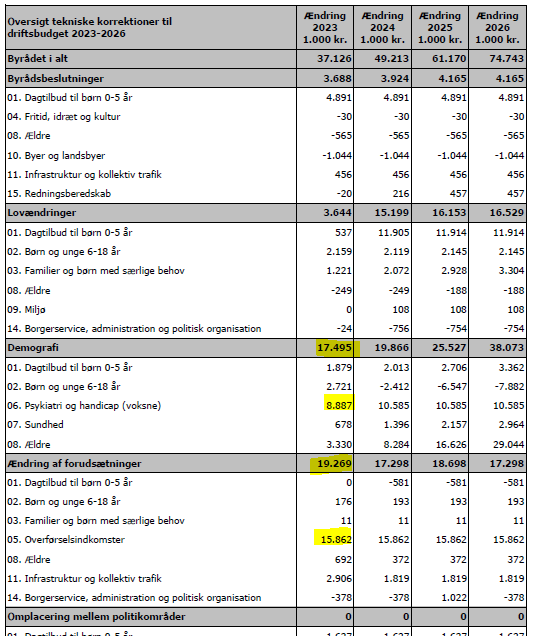 Oversigt tekniske korrektioner til driftsbudget 2023-2026 Ændring 2023 1.000 kr. Ændring 2024 1.000 kr. Ændring 2025 1.000 kr. Ændring 2026 1.000 kr.
Byrådet i alt 37.126 49.213 61.170 74.743
Byrådsbeslutninger 3.688 3.924 4.165 4.165
01. Dagtilbud til børn 0-5 år 4.891 4.891 4.891 4.891
04. Fritid, idræt og kultur -30 -30 -30 -30
08. Ældre -565 -565 -565 -565
10. Byer og landsbyer -1.044 -1.044 -1.044 -1.044
11. Infrastruktur og kollektiv trafik 456 456 456 456
15. Redningsberedskab -20 216 457 457
Lovændringer 3.644 15.199 16.153 16.529
01. Dagtilbud til børn 0-5 år 537 11.905 11.914 11.914
02. Børn og unge 6-18 år 2.159 2.119 2.145 2.145
03. Familier og børn med særlige behov 1.221 2.072 2.928 3.304
08. Ældre -249 -249 -188 -188
09. Miljø 0 108 108 108
14. Borgerservice, administration og politisk organisation -24 -756 -754 -754
Demografi 17.495 19.866 25.527 38.073
01. Dagtilbud til børn 0-5 år 1.879 2.013 2.706 3.362
02. Børn og unge 6-18 år 2.721 -2.412 -6.547 -7.882
06. Psykiatri og handicap (voksne) 8.887 10.585 10.585 10.585
07. Sundhed 678 1.396 2.157 2.964
08. Ældre 3.330 8.284 16.626 29.044
Ændring af forudsætninger 19.269 17.298 18.698 17.298
01. Dagtilbud til børn 0-5 år 0 -581 -581 -581
02. Børn og unge 6-18 år 176 193 193 193
03. Familier og børn med særlige behov 11 11 11 11
05. Overførselsindkomster 15.862 15.862 15.862 15.862
08. Ældre 692 372 372 372
11. Infrastruktur og kollektiv trafik 2.906 1.819 1.819 1.819
14. Borgerservice, administration og politisk organisation -378 -378 1.022 -378
Omplacering mellem politikområder 0 0 0 0